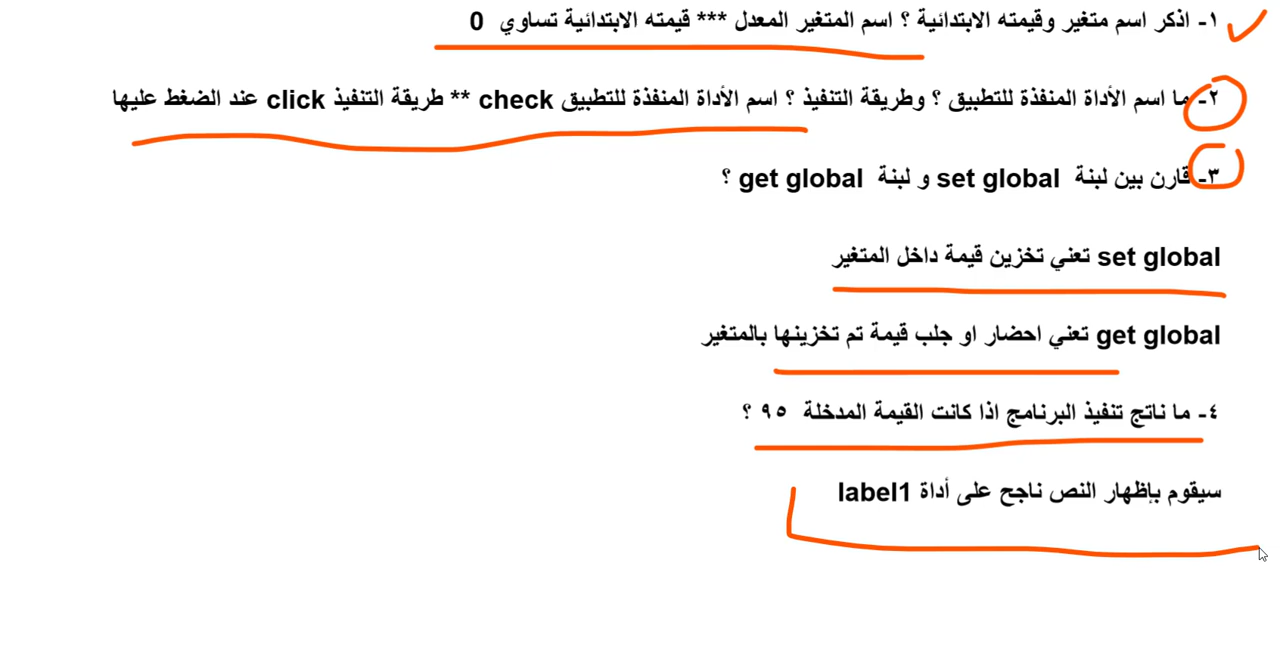 ١- اذكر اسم متغير وقيمته الابتدائية ؟ اسم المتغير المعدل *** قيمته الابتدائية تساوي 0
٢- ما اسم الأداة المنفذة للتطبيق ؟ وطريقة التنفيذ ؟ اسم الأداة المنفذة للتطبيق check ** طريقة التنفيذ click عند الضغط عليها
٣- قارن بين لبنة set global و لبنة get global ؟
set global تعني تخزين قيمة داخل المتغير
get global تعني احضار او جلب قيمة تم تخزينها بالمتغير
٤- ما ناتج تنفيذ البرنامج اذا كانت القيمة المدخلة ٩٥ ؟
سيقوم بإظهار النص ناجح على أداة label1